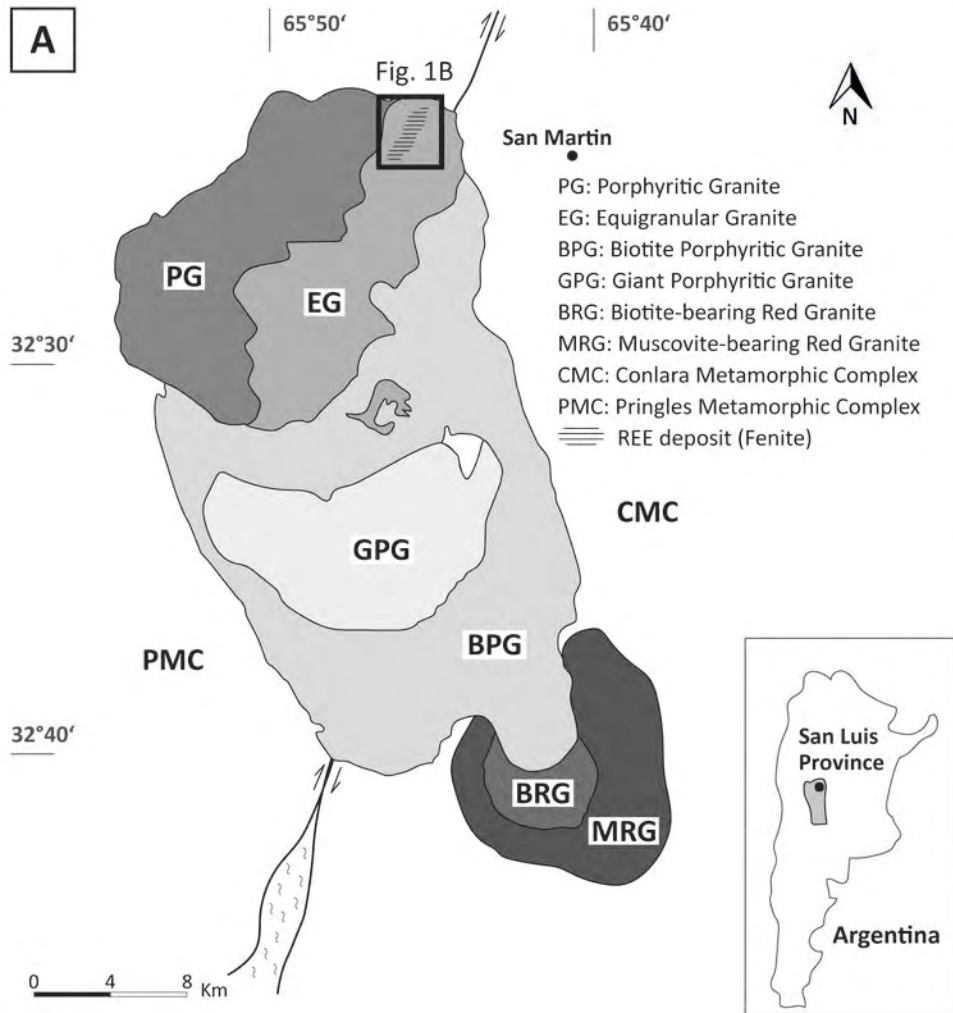 A
65°50‘
65°40‘
Fig. 1B
N
San Martin
PG: Porphyritic Granite
EG: Equigranular Granite
BPG: Biotite Porphyritic Granite
GPG: Giant Porphyritic Granite
BRG: Biotite-bearing Red Granite
MRG: Muscovite-bearing Red Granite
CMC: Conlara Metamorphic Complex
PMC: Pringles Metamorphic Complex
REE deposit (Fenite)
PG
EG
32°30‘
CMC
GPG
PMC
BPG
32°40‘
San Luis
Province
BRG
MRG
Argentina
0 4 8
Km